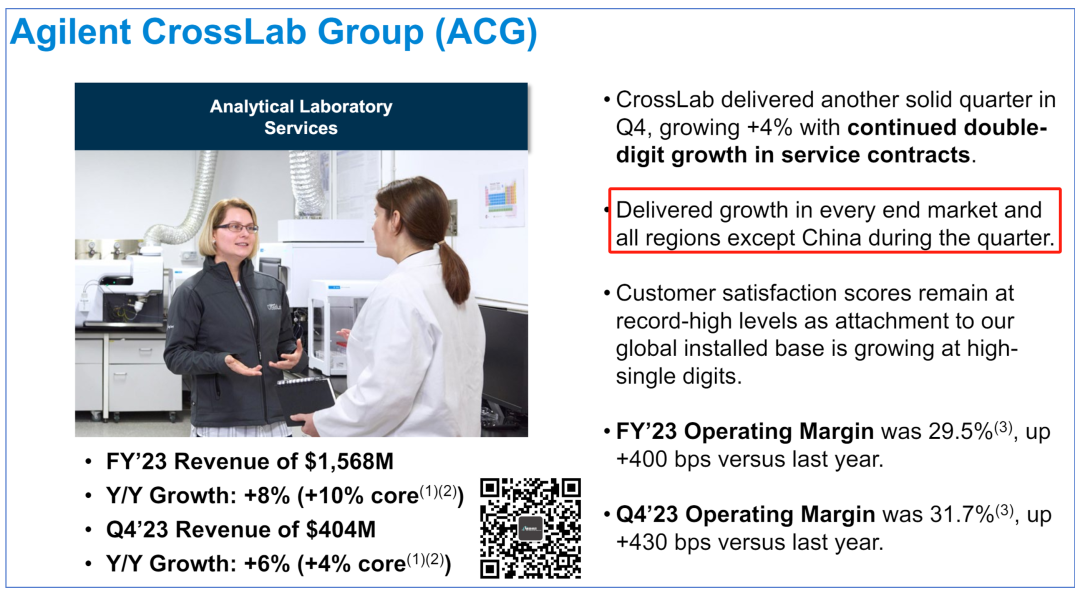 Agilent CrossLab Group (ACG)
Analytical Laboratory
Services
• FY’23 Revenue of $1,568M
• Y/Y Growth: +8% (+10% core(1)(2))
• Q4’23 Revenue of $404M
• Y/Y Growth: +6% (+4% core(1)(2))
• CrossLab delivered another solid quarter in
Q4, growing +4% with continued double-
digit growth in service contracts.
• Delivered growth in every end market and
all regions except China during the quarter.
• Customer satisfaction scores remain at
record-high levels as attachment to our
global installed base is growing at high-
single digits.
• FY’23 Operating Margin was 29.5%(3), up
+400 bps versus last year.
• Q4’23 Operating Margin was 31.7%(3), up
+430 bps versus last year.